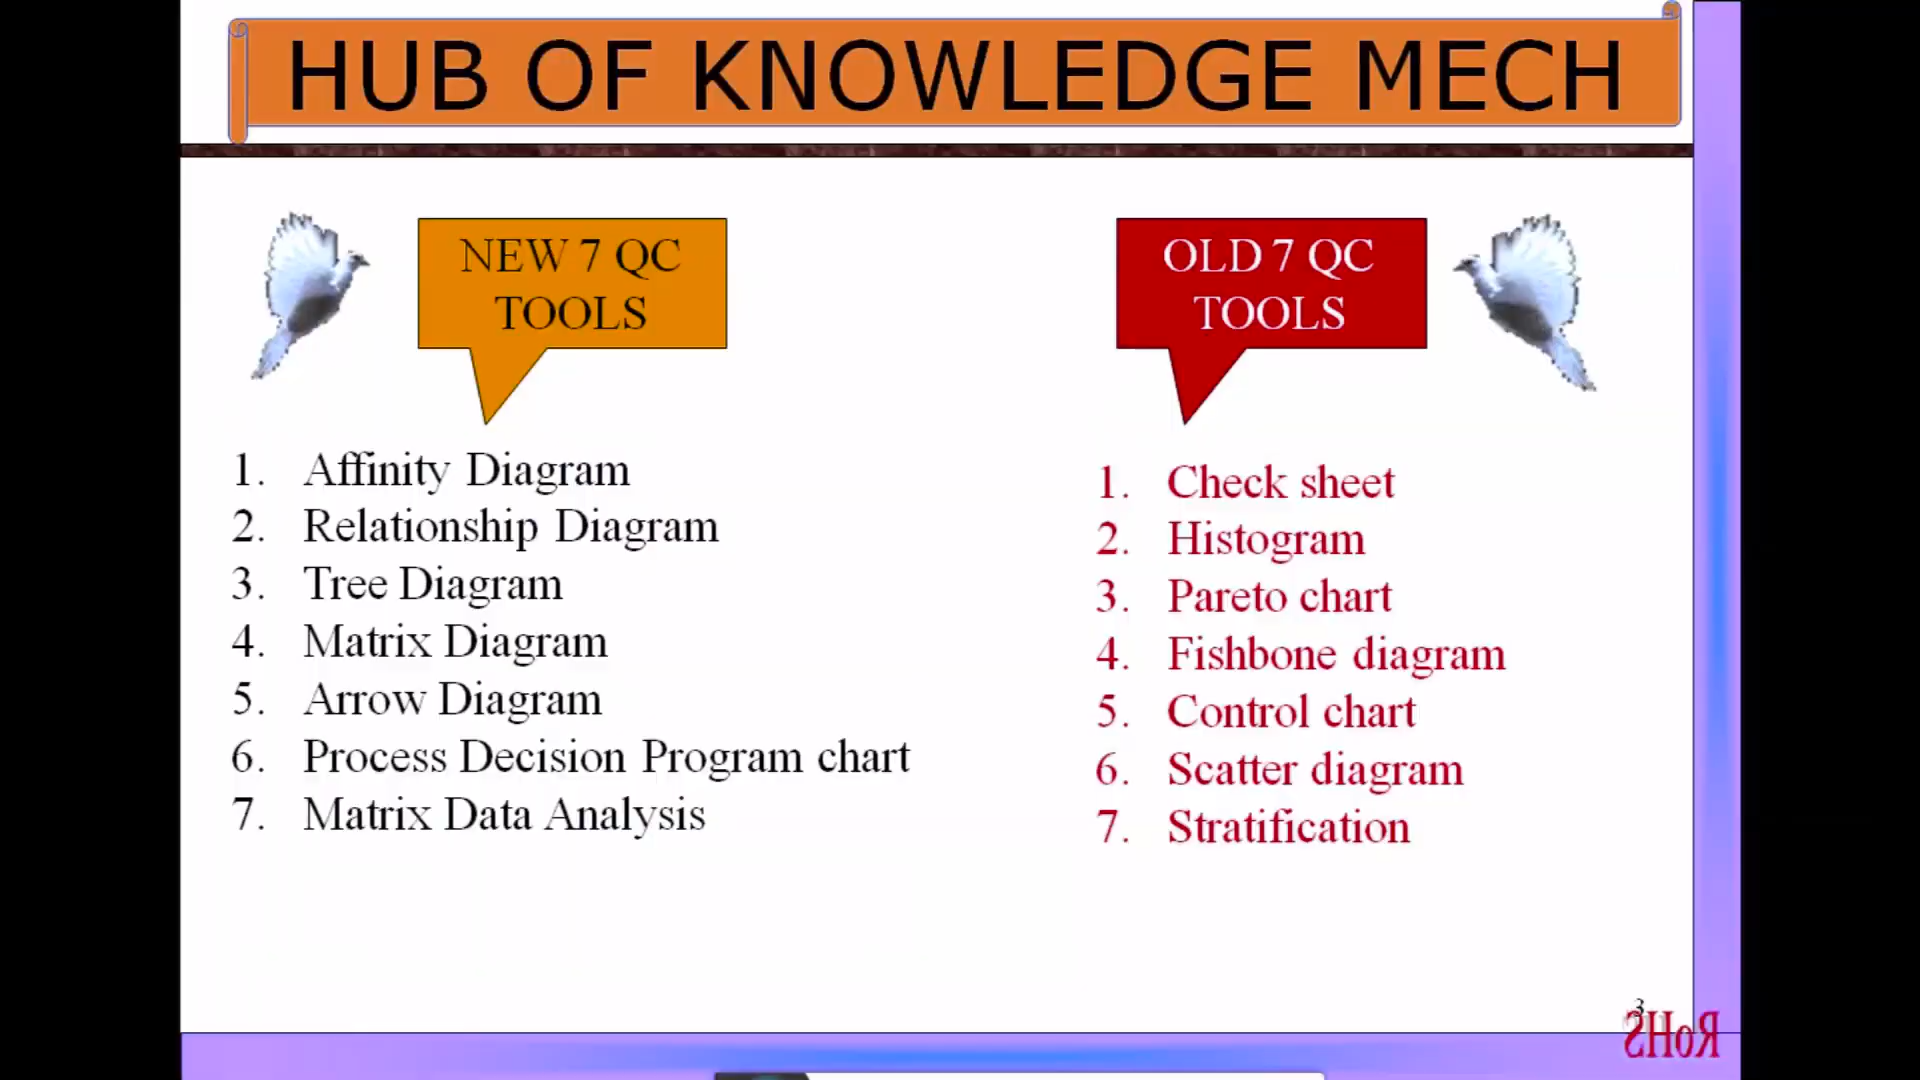 HUB OF KNOWLEDGE MECH
NEW 7 QC
TOOLS
1. Affinity Diagram
2. Relationship Diagram
3. Tree Diagram
4. Matrix Diagram
5. Arrow Diagram
6. Process Decision Program chart
7. Matrix Data Analysis
OLD 7 QC
TOOLS
1. Check sheet
2. Histogram
3. Pareto chart
4. Fishbone diagram
5. Control chart
6. Scatter diagram
7. Stratification
3
RoHS